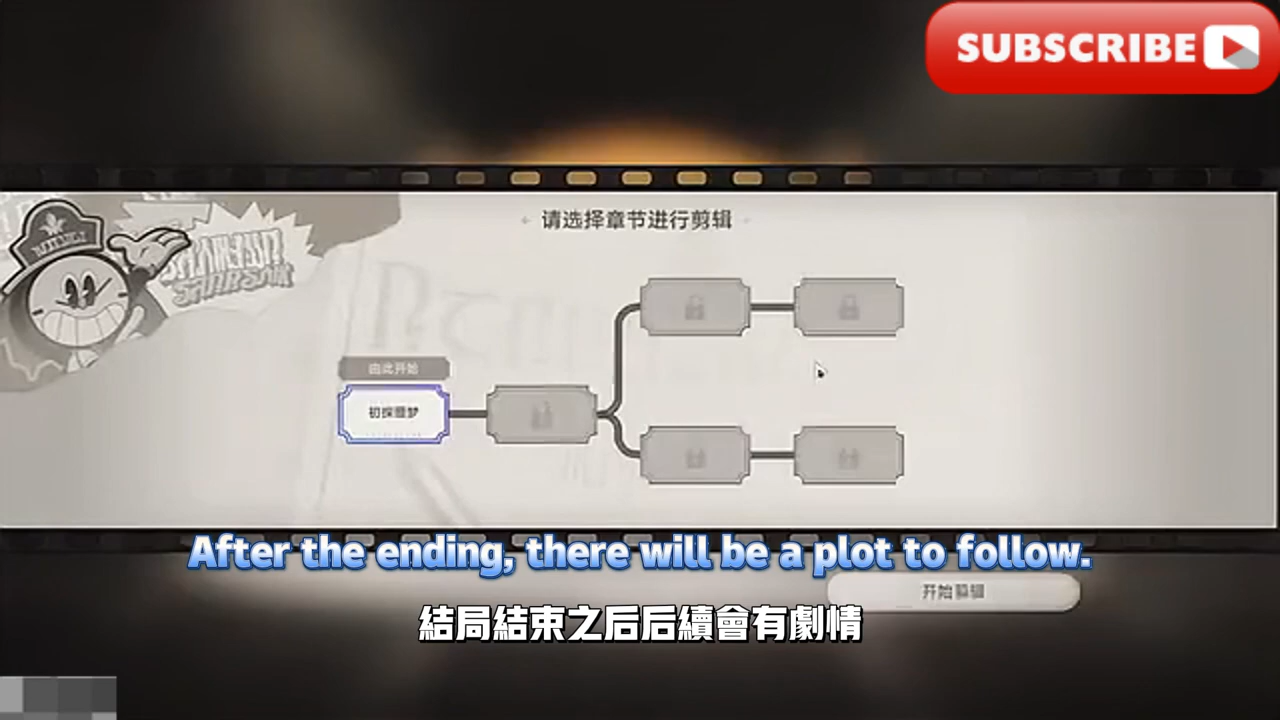 SUBSCRIBE
请选择章节进行剪辑
由此开始
初探噩梦
After the ending, there will be a plot to follow.
开始剪辑
結局結束之后后續會有劇情